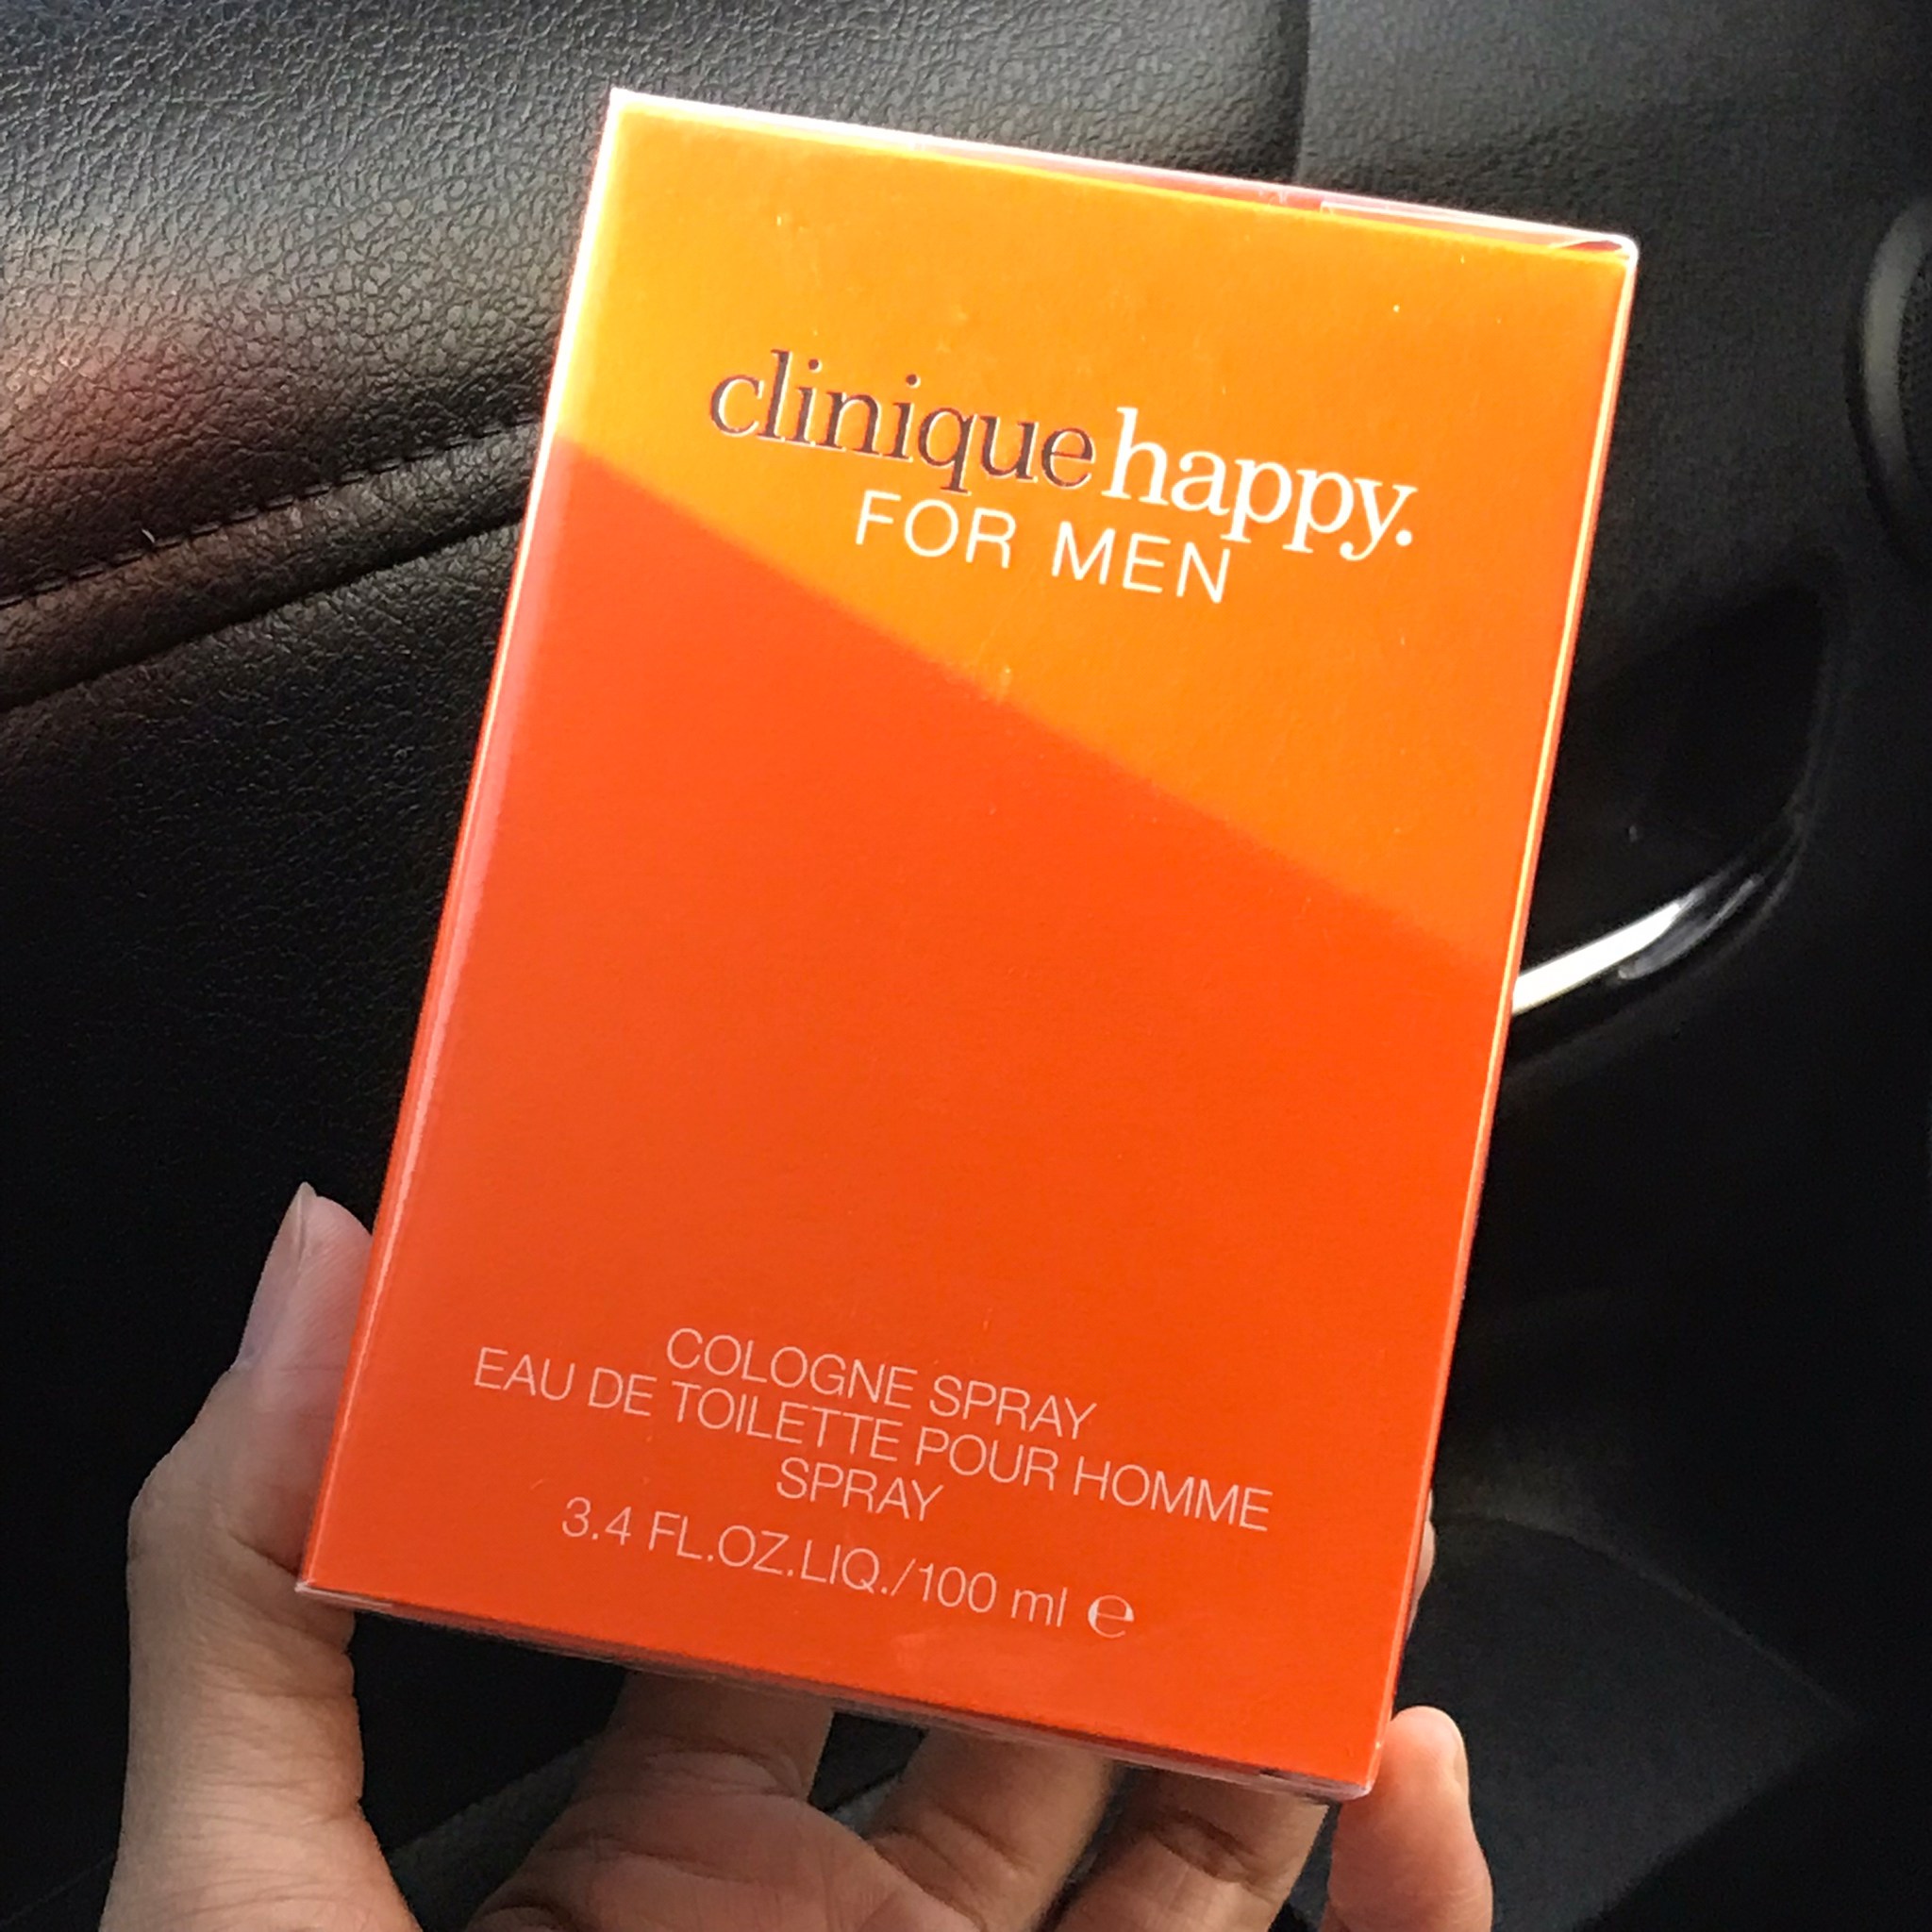 clinique happy.
FOR MEN
COLOGNE SPRAY
EAU DE TOILETTE POUR HOMME
SPRAY
3.4 FL.OZ.LIQ./100 ml ℮